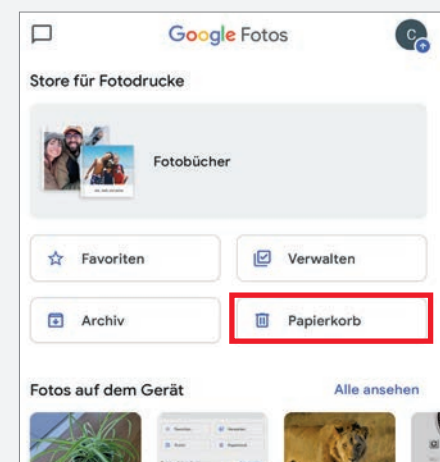 Google Fotos
C
Store für Fotodrucke
Fotobücher
Favoriten
Verwalten
Archiv
Papierkorb
Fotos auf dem Gerät
Alle ansehen